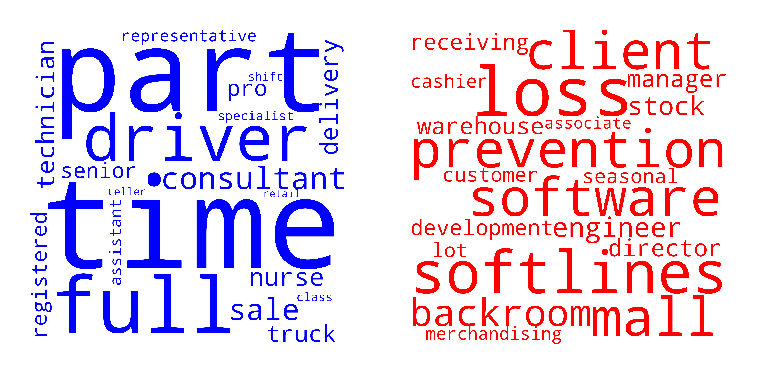 representative
technician
part
shift
pro
delivery
specialist
driver
senior
consultant
teller
retail
time
assistant
registered
nurse
class
full
sale
truck
receiving
client
cashier
loss
manager
stock
warehouse
associate
prevention
customer
seasonal
software
development
engineer
lot
director
softlines
backroom
mall
merchandising